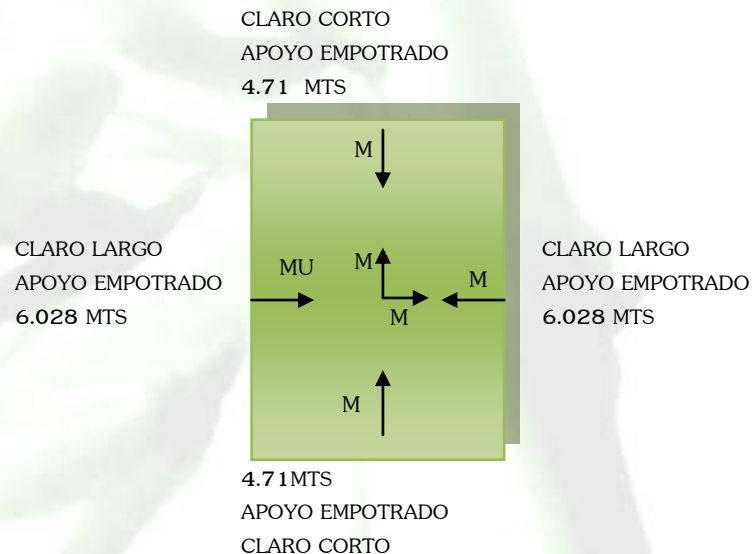 CLARO CORTO
APOYO EMPOTRADO
4.71 MTS
M
CLARO LARGO
APOYO EMPOTRADO
6.028 MTS
MU
M
M
M
CLARO LARGO
APOYO EMPOTRADO
6.028 MTS
M
4.71MTS
APOYO EMPOTRADO
CLARO CORTO